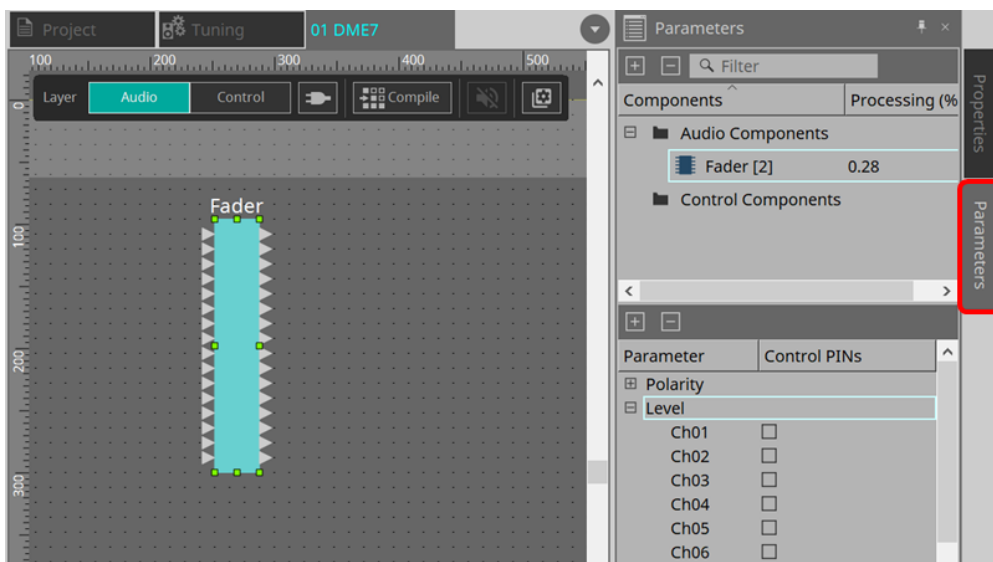 Project
Tuning
01 DME7
100
200
300
400
500
0
Layer
Audio
Control
Compile
Fader
100
200
300
Parameters
Filter
Components
Processing (%
Audio Components
Fader [2]
0.28
Control Components
Parameter
Control PINs
Polarity
Level
Ch01
Ch02
Ch03
Ch04
Ch05
Ch06
Properties
Parameters